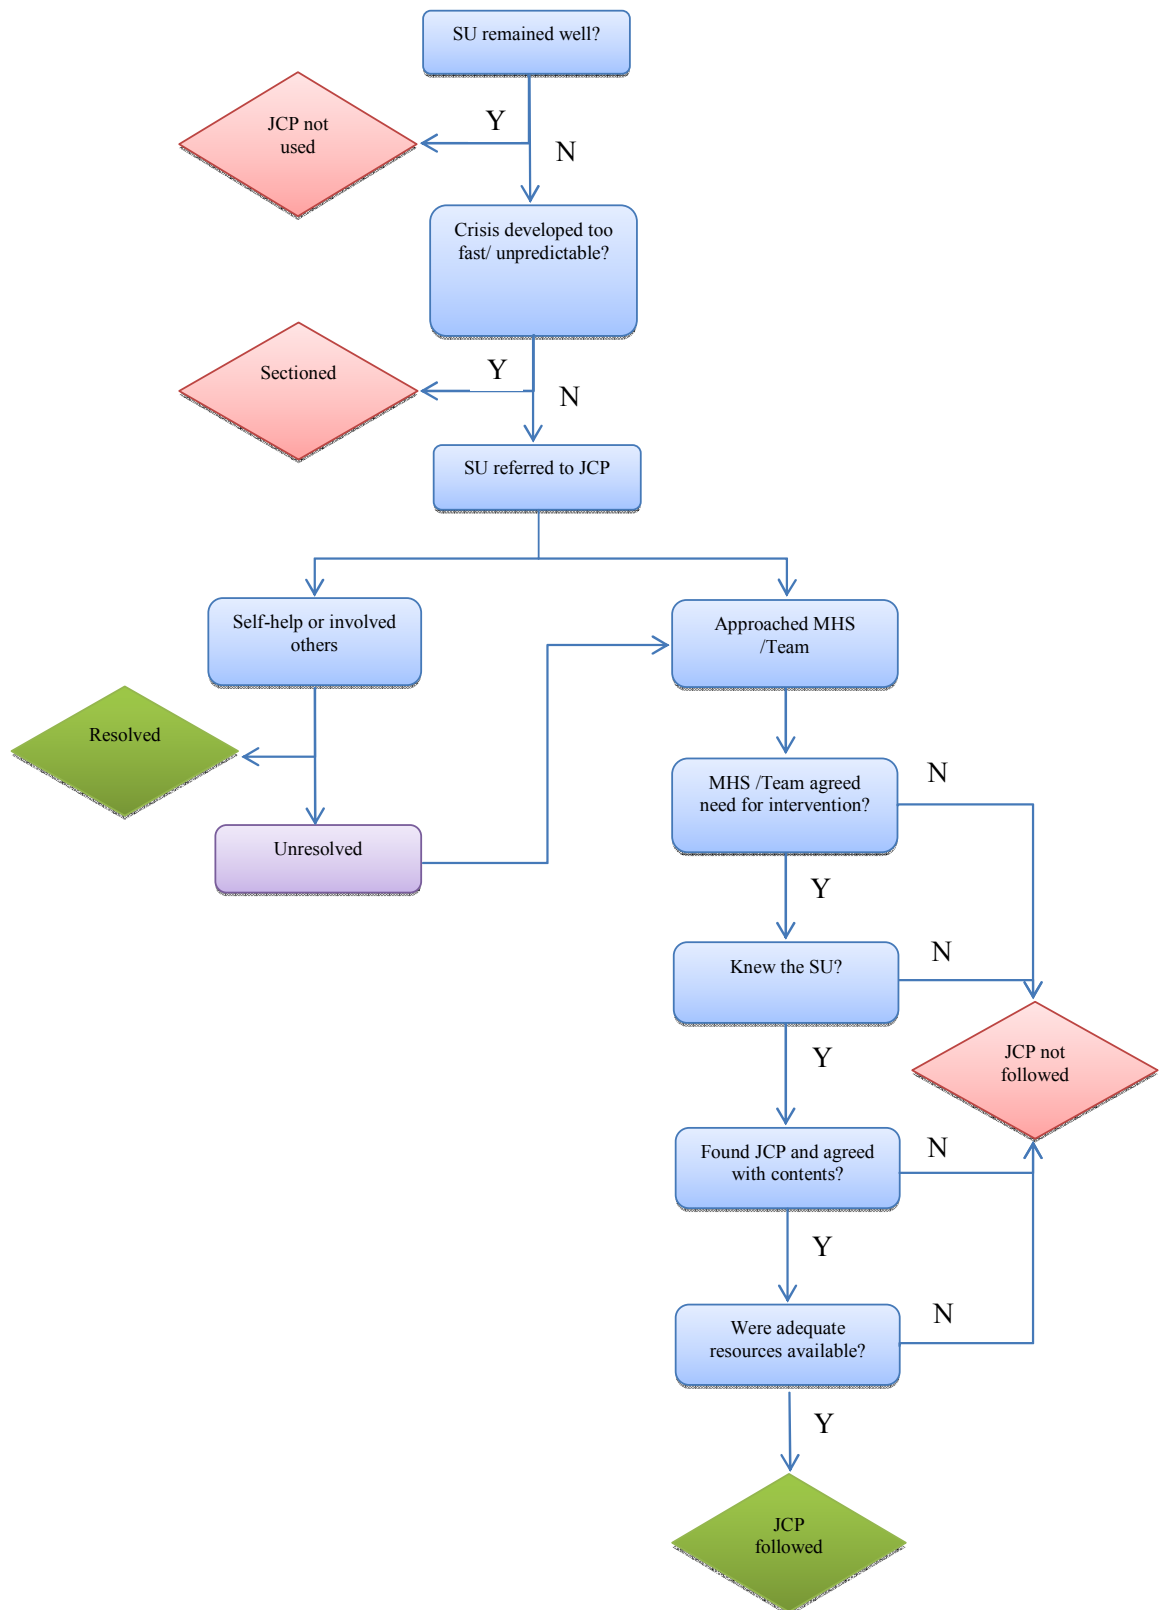 SU remained well?
Y
JCP not
used
N
Crisis developed too
fast/ unpredictable?
Y
Sectioned
N
SU referred to JCP
Self-help or involved
others
Approached MHS
/Team
Resolved
MHS /Team agreed
need for intervention?
N
Unresolved
Y
Knew the SU?
N
Y
JCP not
followed
Found JCP and agreed
with contents?
N
Y
Were adequate
resources available?
N
Y
JCP
followed